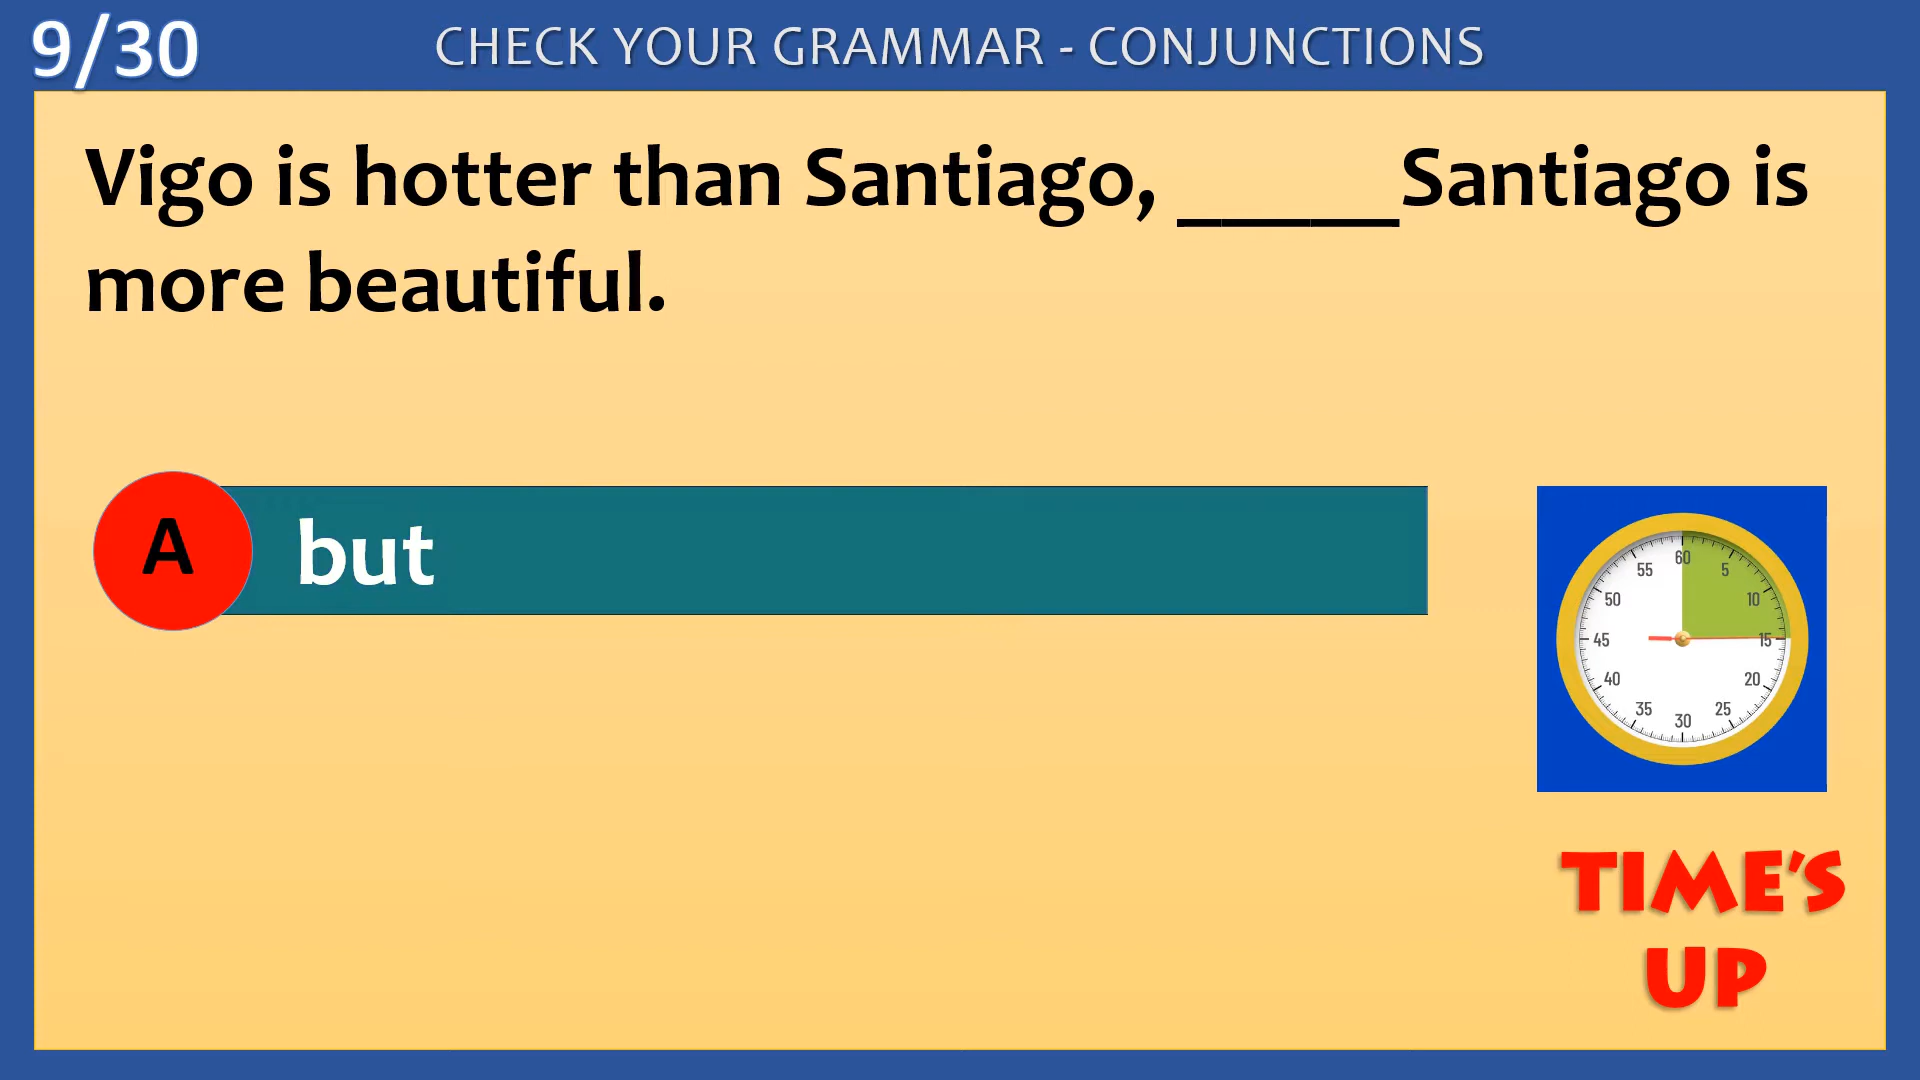 9/30
CHECK YOUR GRAMMAR - CONJUNCTIONS
Vigo is hotter than Santiago, _____Santiago is
more beautiful.
A but
60
55 5
50 10
45 15
40 20
35 25
30
TIME'S
UP